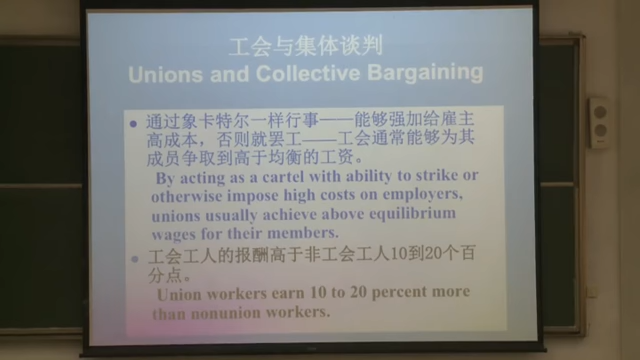 工会与集体谈判
Unions and Collective Bargaining
通过象卡特尔一样行事——能够强加给雇主
高成本，否则就罢工——工会通常能够为其
成员争取到高于均衡的工资。
By acting as a cartel with ability to strike or
otherwise impose high costs on employers,
unions usually achieve above equilibrium
wages for their members.
工会工人的报酬高于非工会工人10到20个百
分点。
Union workers earn 10 to 20 percent more
than nonunion workers.